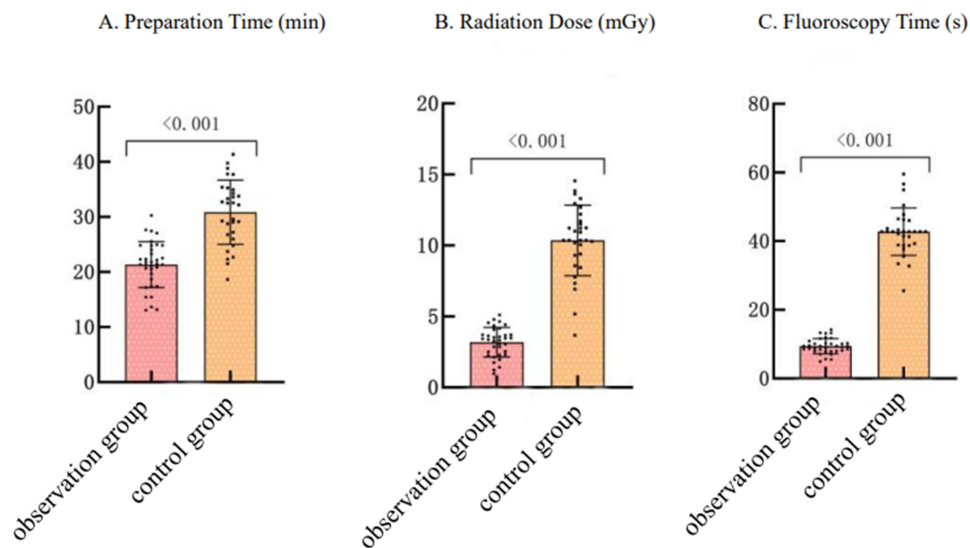 A. Preparation Time (min)
B. Radiation Dose (mGy)
C. Fluoroscopy Time (s)
50
40
30
20
10
0
<0.001
observation group
control group
20
15
10
5
0
<0.001
observation group
control group
80
60
40
20
0
<0.001
observation group
control group